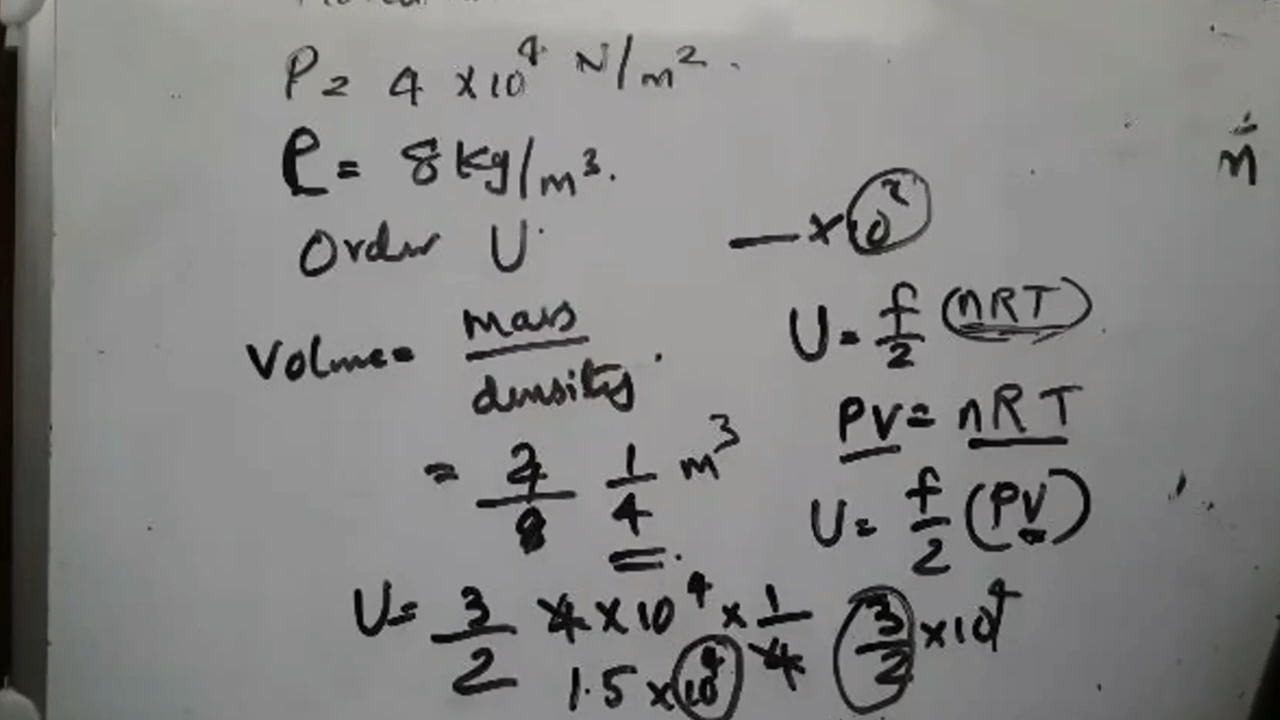 P = 4 × 10⁴ N/m².
ρ = 8 kg/m³.
Order U
— × 10²
Volume = mass / density.
= 2/8 1/4 m³
U = f/2 (nRT)
PV = nRT
U = f/2 (PV)
U = 3/2 4 × 10⁴ × 1/4 3/2 × 10⁴
1.5 × 10⁴